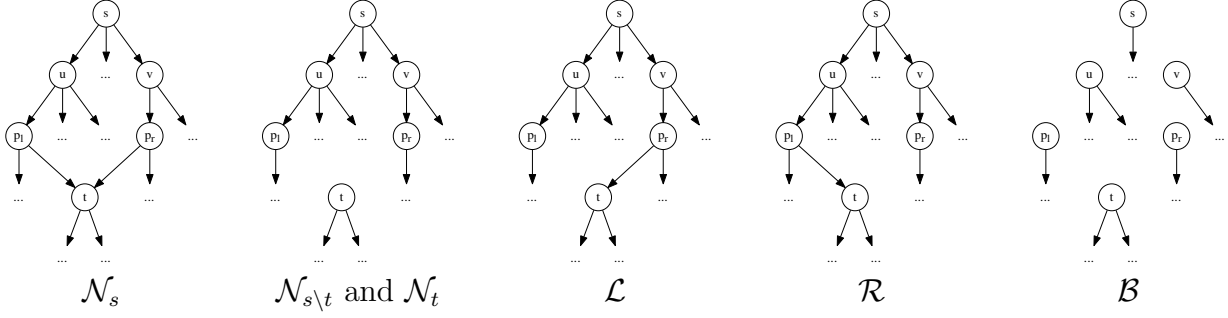 s s s s s
u ... v u ... v u ... v u ... v u ... v
pl ... ... pr ... pl ... ... pr ... pl ... ... pr ... pl ... ... pr ... pl ... ... pr ...
... t ... ... t ... ... t ... ... t ... ... t ...
... ... ... ... ... ... ... ... ... ...
𝒩s 𝒩s\t and 𝒩t ℒ ℛ ℬ